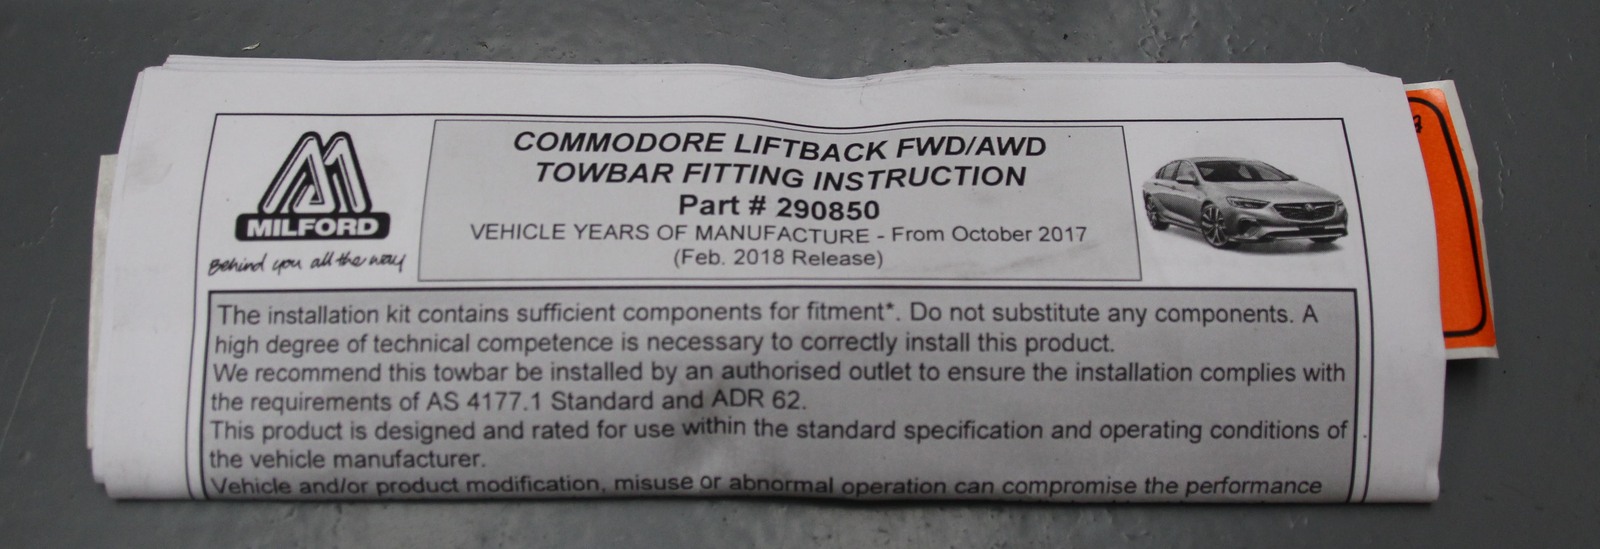 MILFORD
Behind you all the way
COMMODORE LIFTBACK FWD/AWD
TOWBAR FITTING INSTRUCTION
Part # 290850
VEHICLE YEARS OF MANUFACTURE - From October 2017
(Feb. 2018 Release)
The installation kit contains sufficient components for fitment*. Do not substitute any components. A
high degree of technical competence is necessary to correctly install this product.
We recommend this towbar be installed by an authorised outlet to ensure the installation complies with
the requirements of AS 4177.1 Standard and ADR 62.
This product is designed and rated for use within the standard specification and operating conditions of
the vehicle manufacturer.
Vehicle and/or product modification, misuse or abnormal operation can compromise the performance